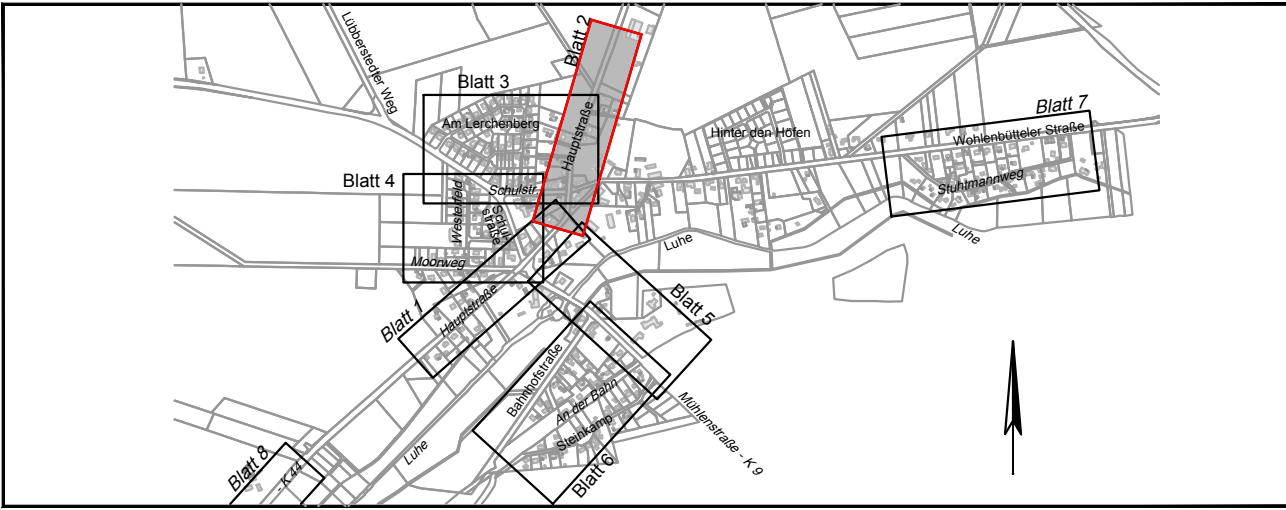 Lübberstedter Weg
Blatt 2
Blatt 3
Am Lerchenberg
Hauptstraße
Hinter den Höfen
Blatt 7
Wohlenbütteler Straße
Stuhtmannweg
Luhe
Blatt 4
Schulstr.
Westerfeld
Schul-
straße
Moorweg
Luhe
Blatt 1
Hauptstraße
Blatt 5
Bahnhofstraße
An der Bahn
Steinkamp
Mühlenstraße - K 9
Luhe
Blatt 6
Blatt 8
- K 44